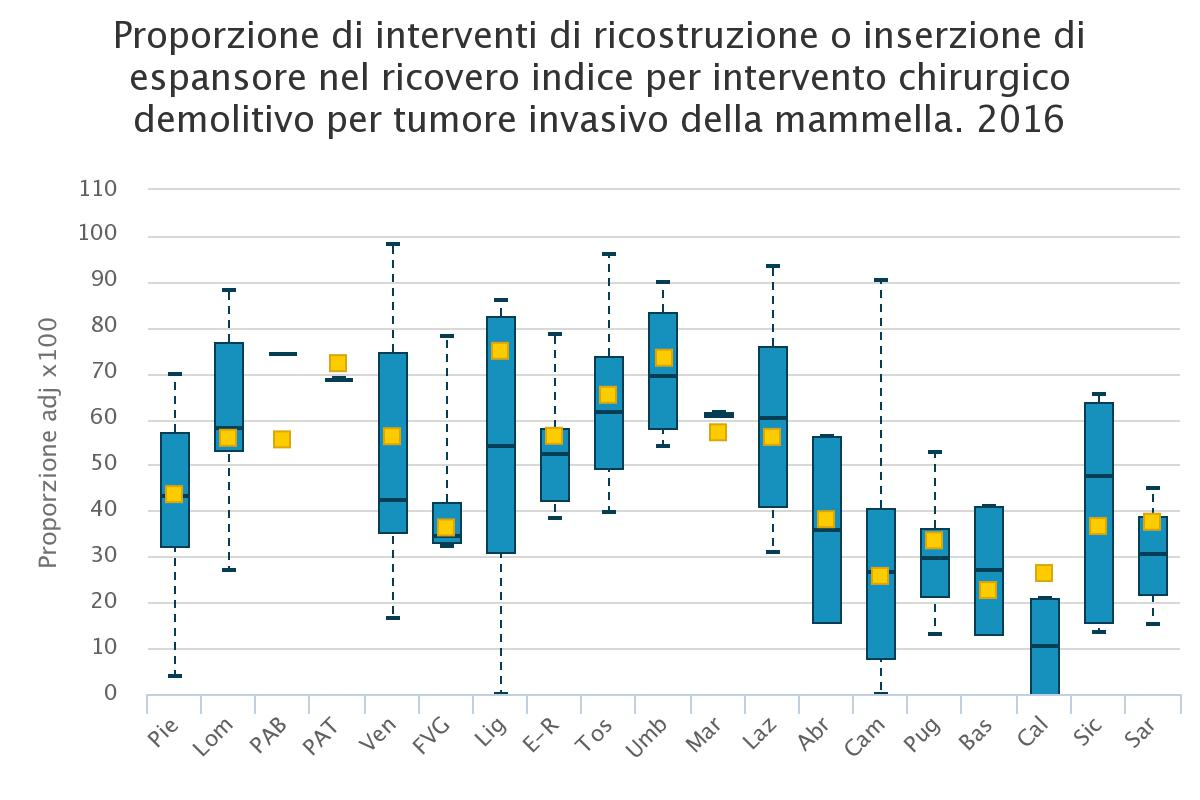 Proporzione di interventi di ricostruzione o inserzione di
espansore nel ricovero indice per intervento chirurgico
demolitivo per tumore invasivo della mammella. 2016
Proporzione adj x100
110
100
90
80
70
60
50
40
30
20
10
0
Pie
Lom
PAB
PAT
Ven
FVG
Lig
E-R
Tos
Umb
Mar
Laz
Abr
Cam
Pug
Bas
Cal
Sic
Sar